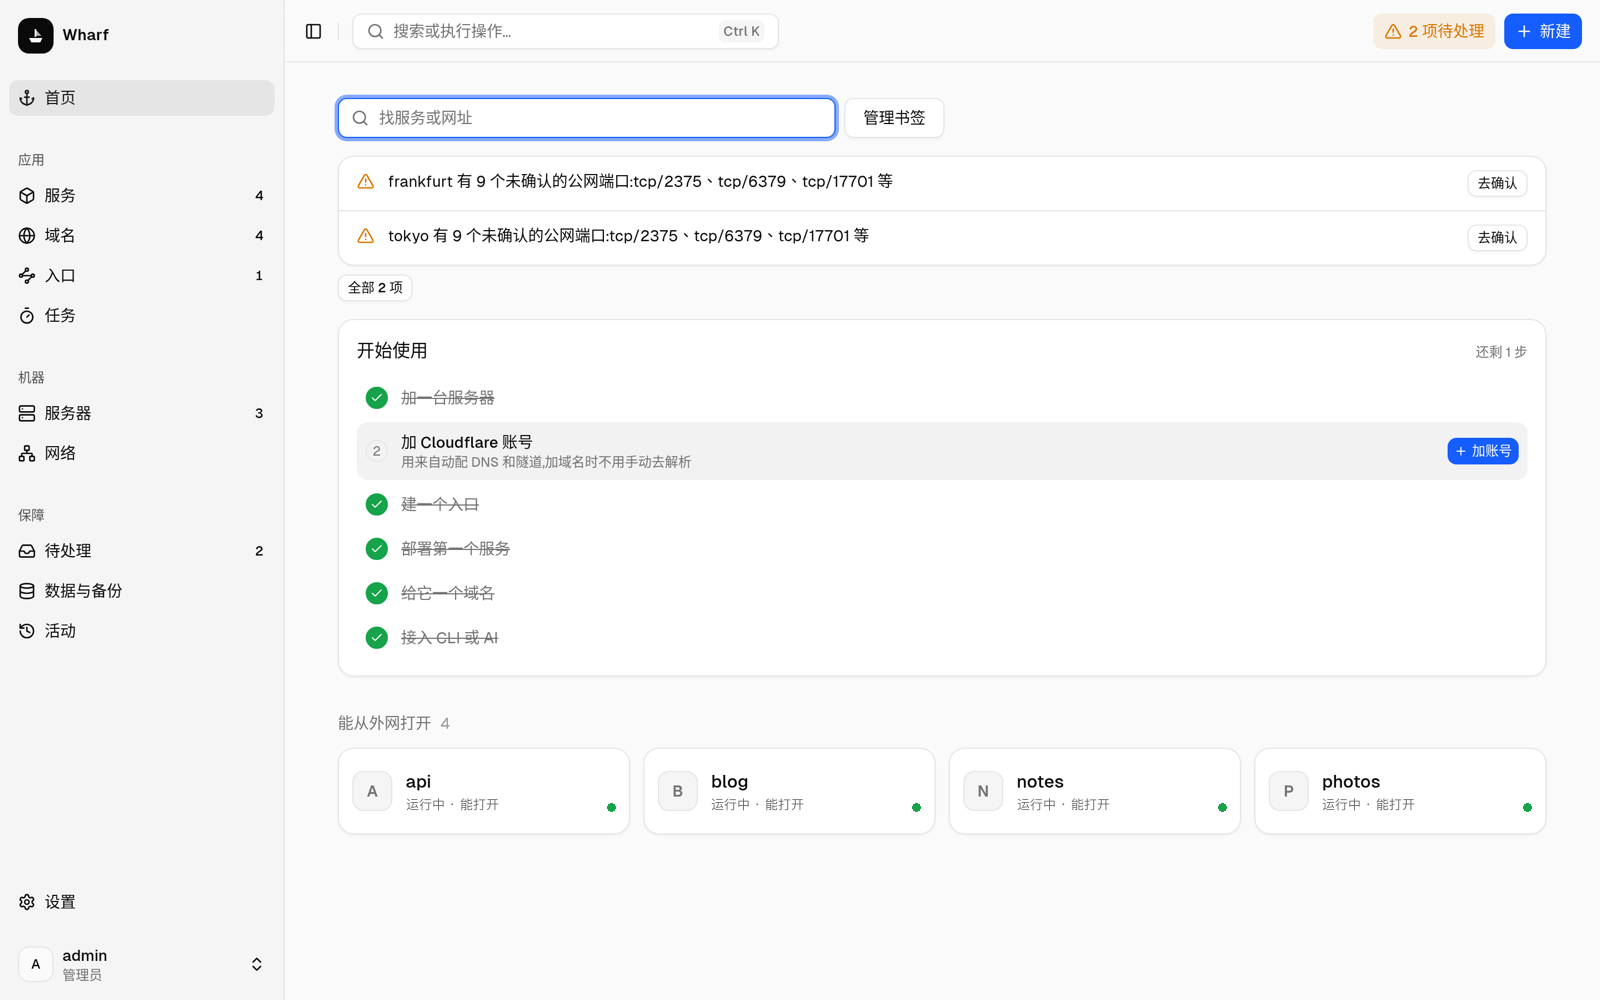 Wharf
搜索或执行操作...
Ctrl K
2 项待处理
新建
首页
应用
服务 4
域名 4
入口 1
任务
机器
服务器 3
网络
保障
待处理 2
数据与备份
活动
设置
A
admin
管理员
找服务或网址
管理书签
frankfurt 有 9 个未确认的公网端口:tcp/2375、tcp/6379、tcp/17701 等
去确认
tokyo 有 9 个未确认的公网端口:tcp/2375、tcp/6379、tcp/17701 等
去确认
全部 2 项
开始使用
还剩 1 步
加一台服务器
2
加 Cloudflare 账号
用来自动配 DNS 和隧道,加域名时不用手动去解析
加账号
建一个入口
部署第一个服务
给它一个域名
接入 CLI 或 AI
能从外网打开 4
A
api
运行中 · 能打开
B
blog
运行中 · 能打开
N
notes
运行中 · 能打开
P
photos
运行中 · 能打开